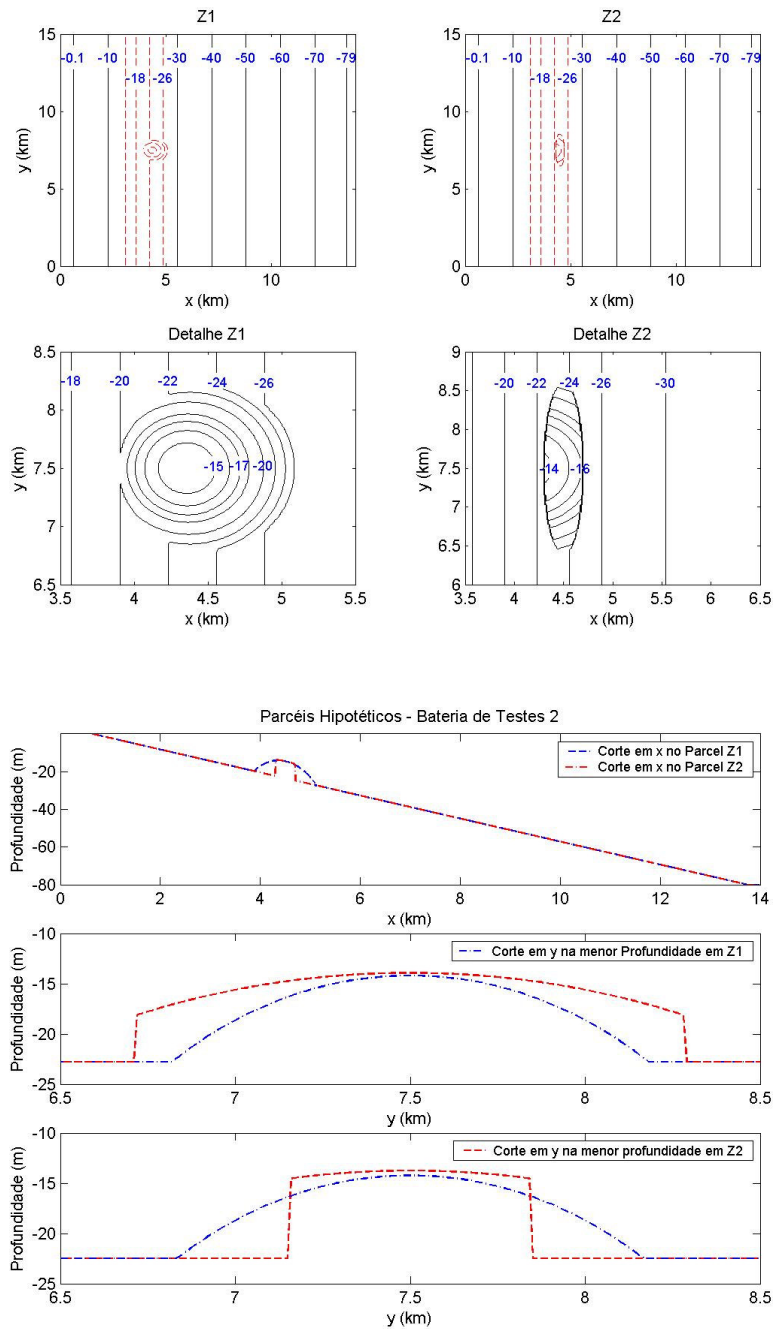 Z1
Z2
15
-0.1 -10 -30 -40 -50 -60 -70 -79
-18 -26
10
y (km)
5
0
0 5 10
x (km)
15
-0.1 -10 -30 -40 -50 -60 -70 -79
-18 -26
10
y (km)
5
0
0 5 10
x (km)
Detalhe Z1
8.5
-18 -20 -22 -24 -26
8
y (km)
7.5
-15 -17 -20
7
6.5
3.5 4 4.5 5 5.5
x (km)
Detalhe Z2
9
-20 -22 -24 -26 -30
8.5
8
y (km)
7.5
-14 -16
7
6.5
6
3.5 4 4.5 5 5.5 6 6.5
x (km)
Parcéis Hipotéticos - Bateria de Testes 2
Profundidade (m)
Corte em x no Parcel Z1
Corte em x no Parcel Z2
-20
-40
-60
-80
0 2 4 6 8 10 12 14
x (km)
-10
Profundidade (m)
Corte em y na menor Profundidade em Z1
-15
-20
-25
6.5 7 7.5 8 8.5
y (km)
-10
Profundidade (m)
Corte em y na menor profundidade em Z2
-15
-20
-25
6.5 7 7.5 8 8.5
y (km)